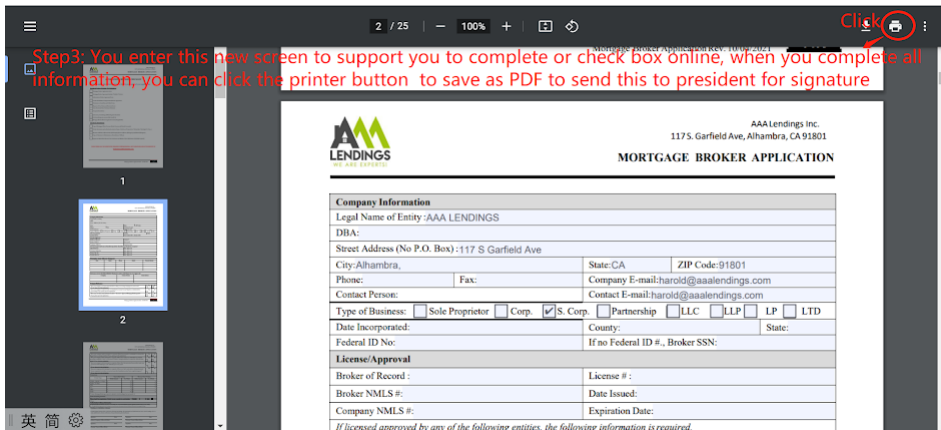 2 / 25
100%
Click
Mortgage Broker Application Rev. 10/04/2021
Step3: You enter this new screen to support you to complete or check box online, when you complete all
information, you can click the printer button to save as PDF to send this to president for signature
1
2
AAA Lendings Inc.
117 S. Garfield Ave, Alhambra, CA 91801
MORTGAGE BROKER APPLICATION
LENDINGS
WE ARE EXPERTS.
Company Information
Legal Name of Entity :AAA LENDINGS
DBA:
Street Address (No P.O. Box) :117 S Garfield Ave
City:Alhambra, State:CA ZIP Code:91801
Phone: Fax: Company E-mail:harold@aaalendings.com
Contact Person: Contact E-mail:harold@aaalendings.com
Type of Business: Sole Proprietor Corp. S. Corp. Partnership LLC LLP LP LTD
Date Incorporated: County: State:
Federal ID No: If no Federal ID #., Broker SSN:
License/Approval
Broker of Record : License # :
Broker NMLS #: Date Issued:
Company NMLS #: Expiration Date:
If licensed approved by any of the following entities, the following information is required.
英 简